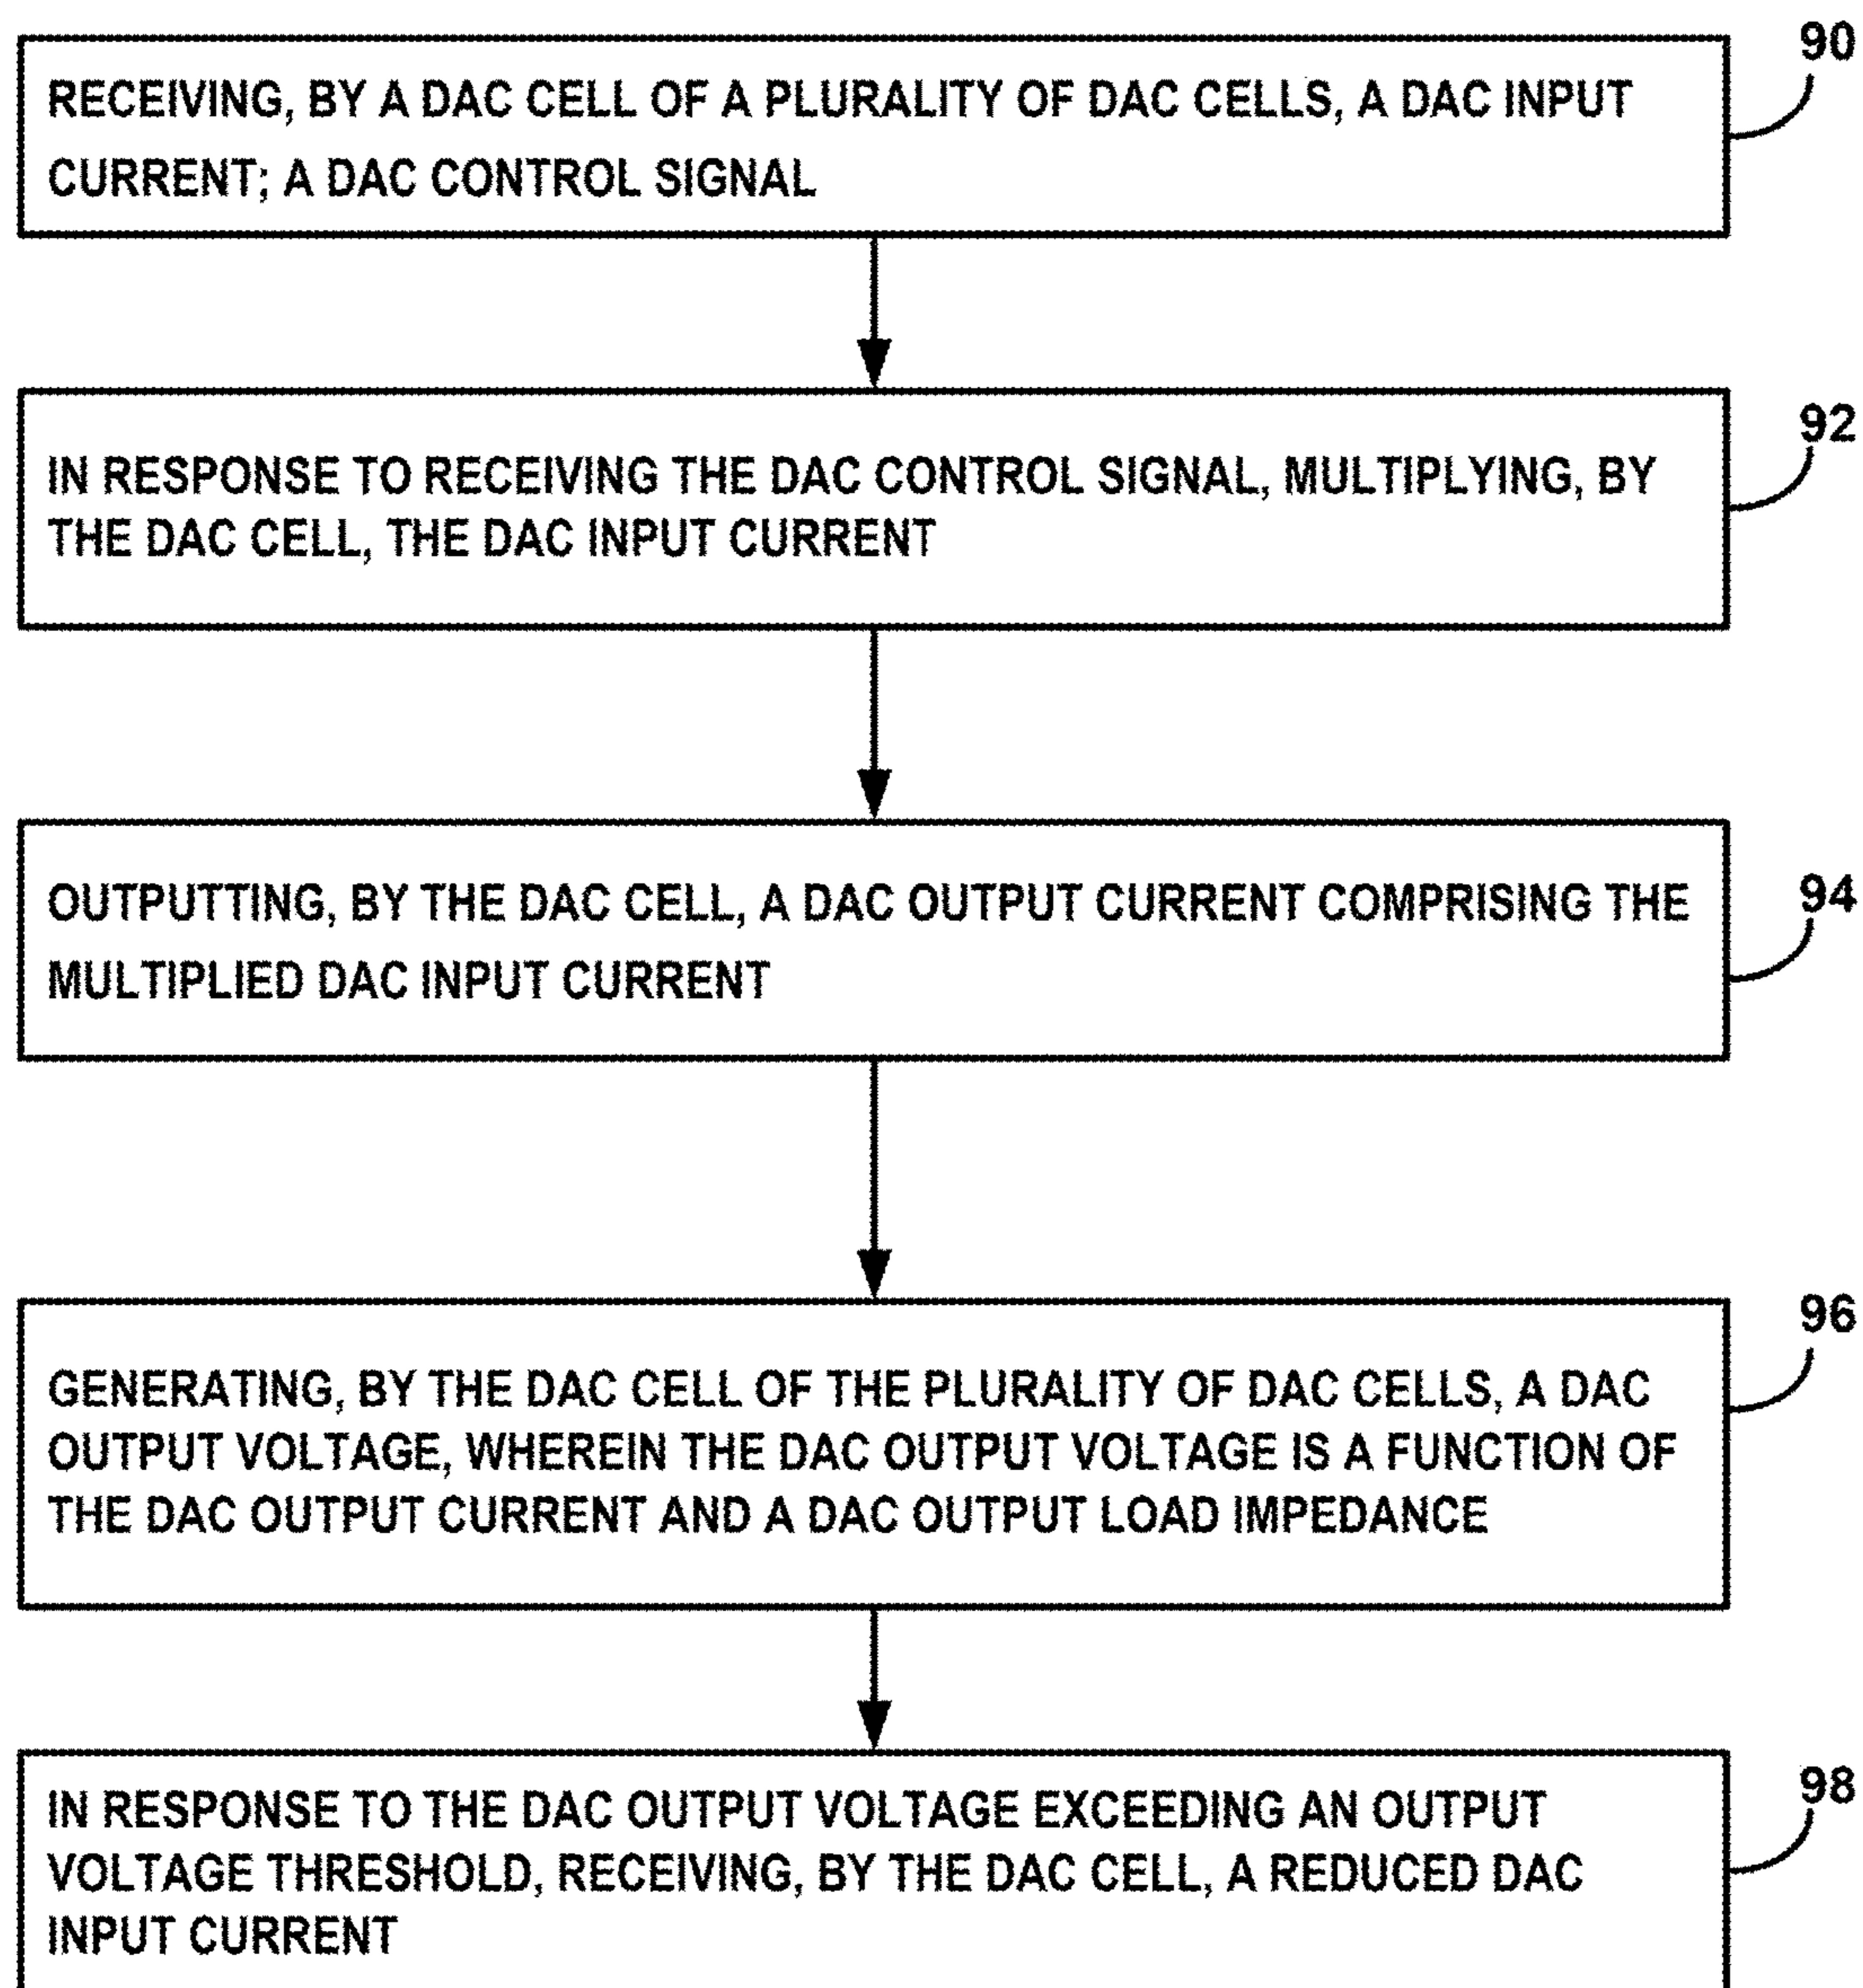 90
RECEIVING, BY A DAC CELL OF A PLURALITY OF DAC CELLS, A DAC INPUT
CURRENT; A DAC CONTROL SIGNAL
92
IN RESPONSE TO RECEIVING THE DAC CONTROL SIGNAL, MULTIPLYING, BY
THE DAC CELL, THE DAC INPUT CURRENT
94
OUTPUTTING, BY THE DAC CELL, A DAC OUTPUT CURRENT COMPRISING THE
MULTIPLIED DAC INPUT CURRENT
96
GENERATING, BY THE DAC CELL OF THE PLURALITY OF DAC CELLS, A DAC
OUTPUT VOLTAGE, WHEREIN THE DAC OUTPUT VOLTAGE IS A FUNCTION OF
THE DAC OUTPUT CURRENT AND A DAC OUTPUT LOAD IMPEDANCE
98
IN RESPONSE TO THE DAC OUTPUT VOLTAGE EXCEEDING AN OUTPUT
VOLTAGE THRESHOLD, RECEIVING, BY THE DAC CELL, A REDUCED DAC
INPUT CURRENT